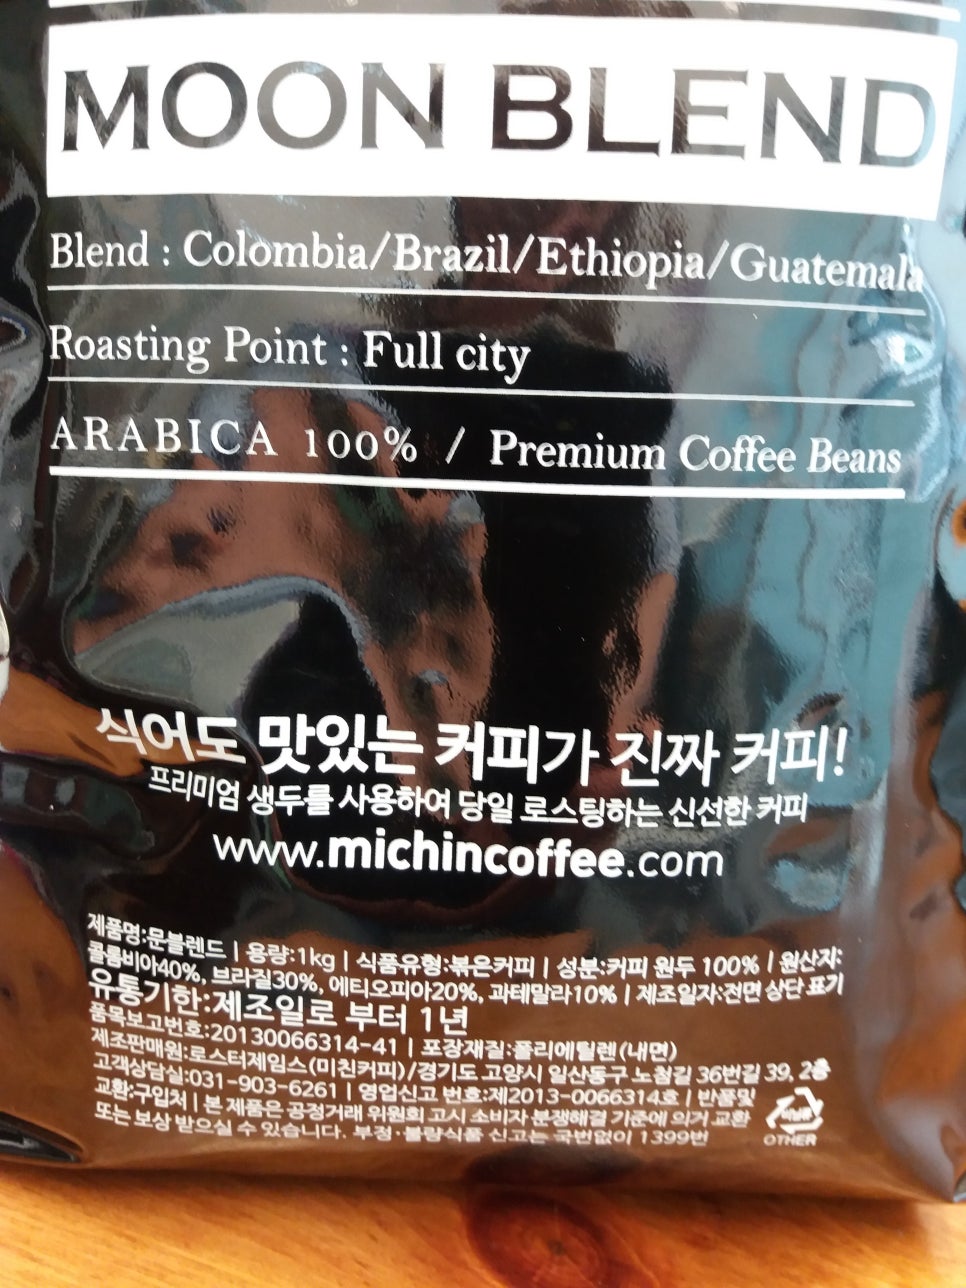 MOON BLEND
Blend : Colombia/Brazil/Ethiopia/Guatemala
Roasting Point : Full city
ARABICA 100% / Premium Coffee Beans
식어도 맛있는 커피가 진짜 커피!
프리미엄 생두를 사용하여 당일 로스팅하는 신선한 커피
www.michincoffee.com
제품명:문블렌드 | 용량:1kg | 식품유형:볶은커피 | 성분:커피 원두 100% | 원산지:
콜롬비아40%, 브라질30%, 에티오피아20%, 과테말라10% | 제조일자:전면 상단 표기
유통기한:제조일로 부터 1년
품목보고번호:20130066314-41 | 포장재질:폴리에틸렌(내면)
제조판매원:로스터제임스(미친커피)/경기도 고양시 일산동구 노첨길 36번길 39, 2층
고객상담실:031-903-6261 | 영업신고 번호:제2013-0066314호 | 반품및
교환:구입처 | 본 제품은 공정거래 위원회 고시 소비자 분쟁해결 기준에 의거 교환
또는 보상 받으실 수 있습니다. 부정·불량식품 신고는 국번없이 1399번
비닐류
OTHER